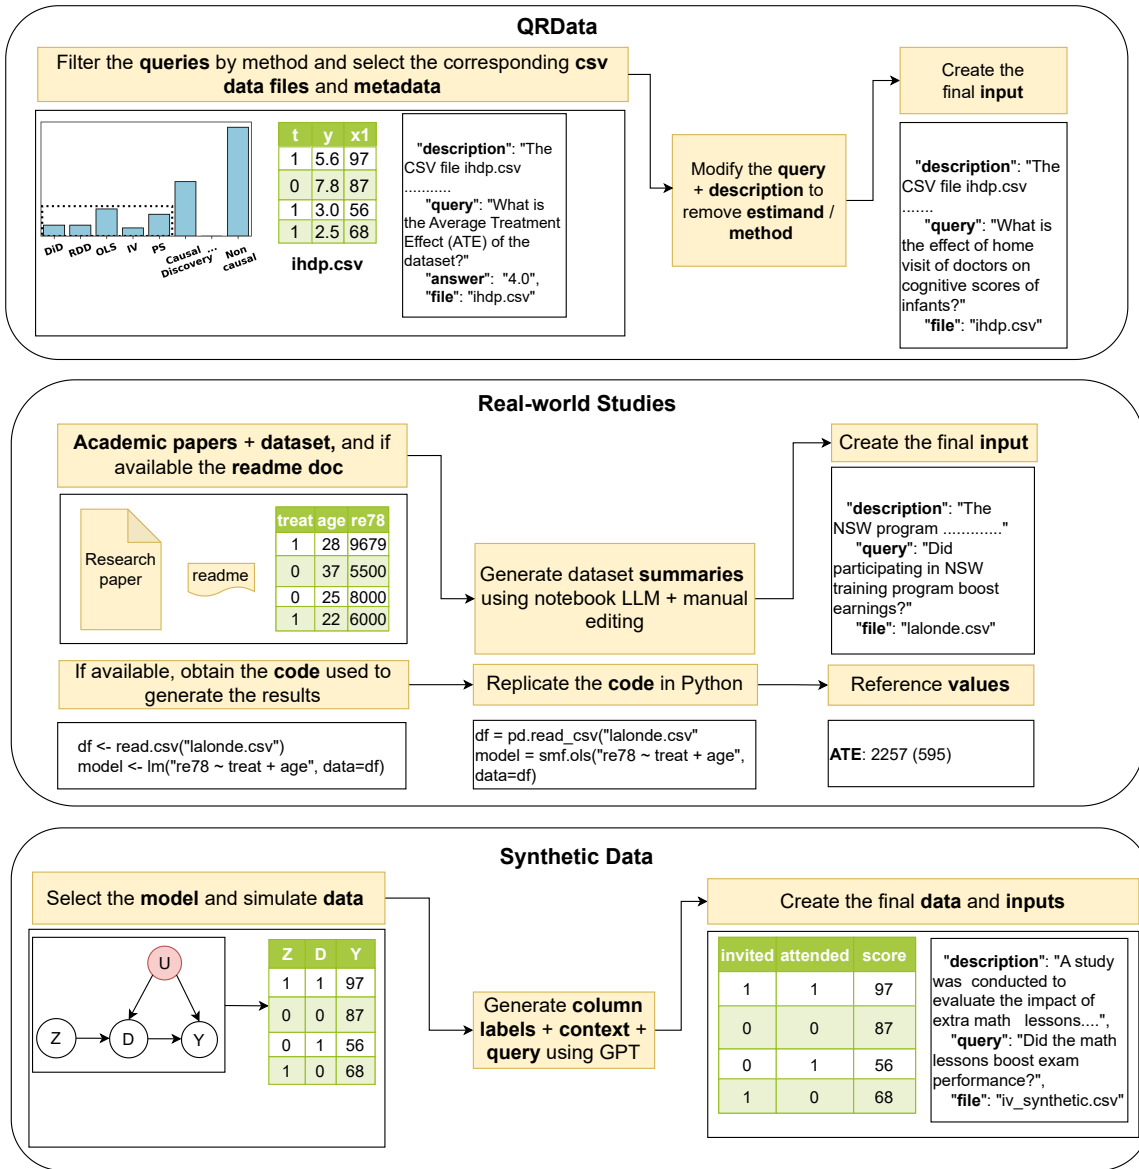 QRData
Filter the queries by method and select the corresponding csv
data files and metadata
DiD
RDD
OLS
IV
PS
Causal
Discovery
...
Non
causal
t y x1
1 5.6 97
0 7.8 87
1 3.0 56
1 2.5 68
ihdp.csv
"description": "The
CSV file ihdp.csv
...........
"query": "What is
the Average Treatment
Effect (ATE) of the
dataset?"
"answer": "4.0",
"file": "ihdp.csv"
Modify the query
+ description to
remove estimand /
method
Create the
final input
"description": "The
CSV file ihdp.csv
.......
"query": "What is
the effect of home
visit of doctors on
cognitive scores of
infants?"
"file": "ihdp.csv"
Real-world Studies
Academic papers + dataset, and if
available the readme doc
Research
paper
readme
treat age re78
1 28 9679
0 37 5500
0 25 8000
1 22 6000
Generate dataset summaries
using notebook LLM + manual
editing
Create the final input
"description": "The
NSW program ............."
"query": "Did
participating in NSW
training program boost
earnings?"
"file": "lalonde.csv"
If available, obtain the code used to
generate the results
df <- read.csv("lalonde.csv")
model <- lm("re78 ~ treat + age", data=df)
Replicate the code in Python
df = pd.read_csv("lalonde.csv"
model = smf.ols("re78 ~ treat + age",
data=df)
Reference values
ATE: 2257 (595)
Synthetic Data
Select the model and simulate data
U
Z
D
Y
Z D Y
1 1 97
0 0 87
0 1 56
1 0 68
Generate column
labels + context +
query using GPT
Create the final data and inputs
invited attended score
1 1 97
0 0 87
0 1 56
1 0 68
"description": "A study
was conducted to
evaluate the impact of
extra math lessons....",
"query": "Did the math
lessons boost exam
performance?",
"file": "iv_synthetic.csv"